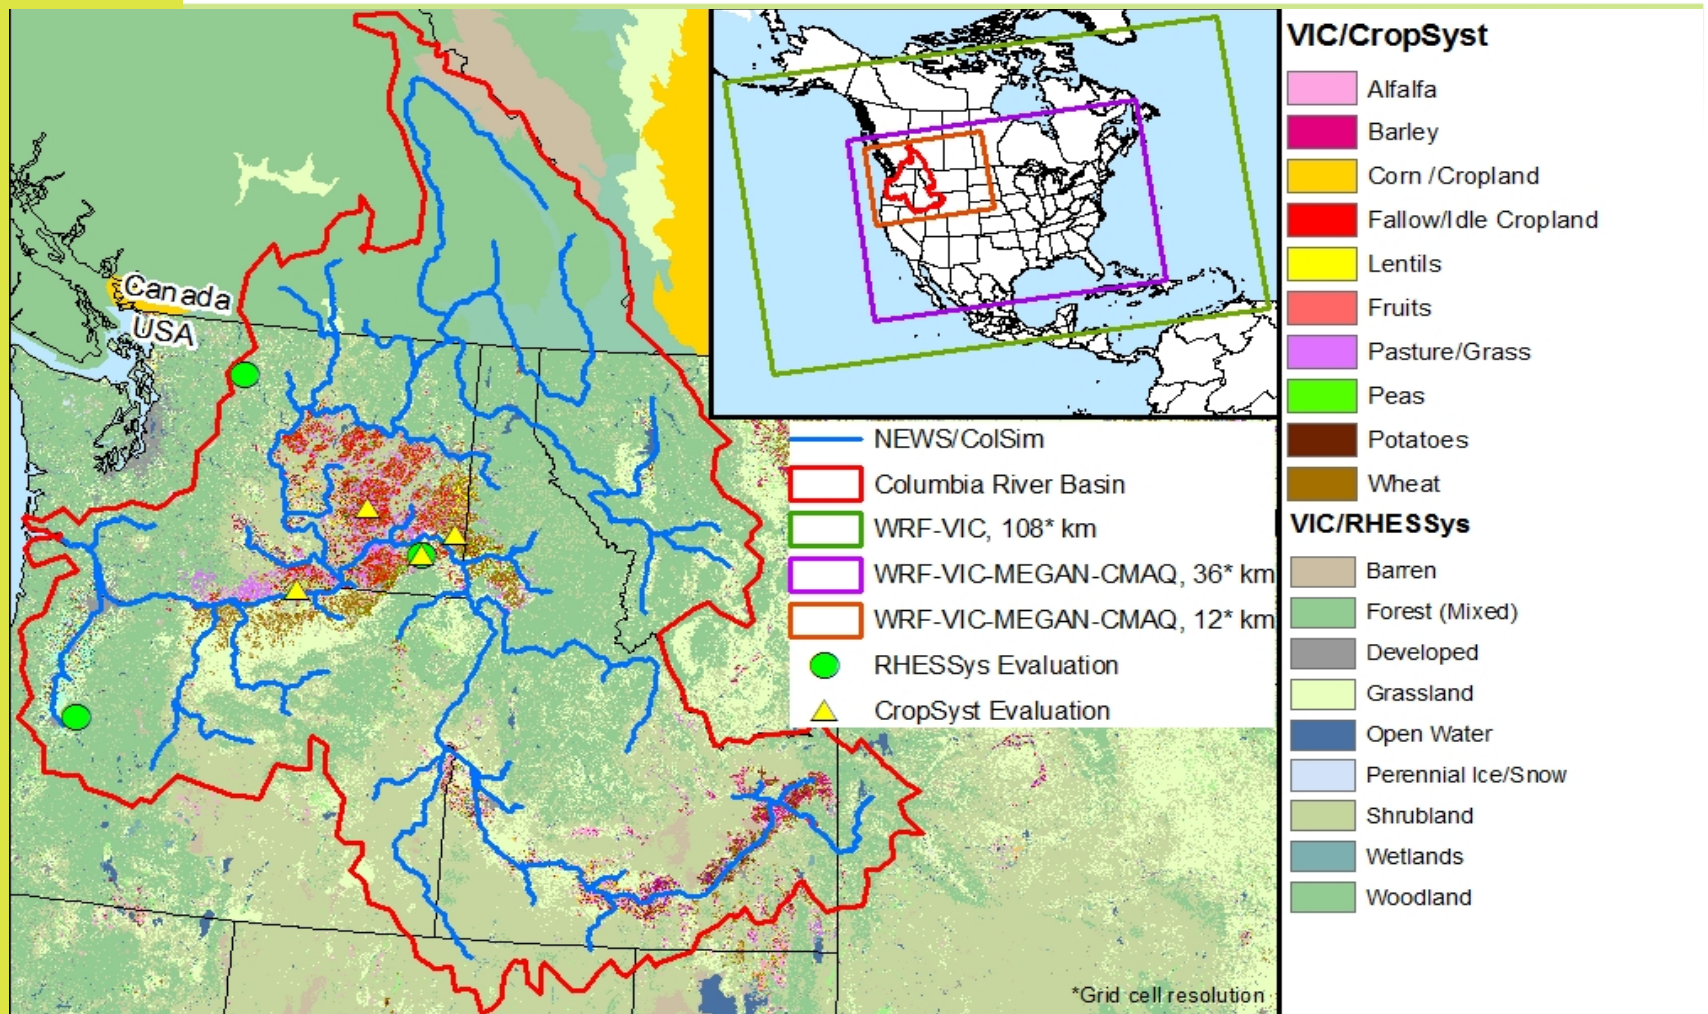 Canada
USA
NEWS/ColSim
Columbia River Basin
WRF-VIC, 108* km
WRF-VIC-MEGAN-CMAQ, 36* km
WRF-VIC-MEGAN-CMAQ, 12* km
RHESSys Evaluation
CropSyst Evaluation
*Grid cell resolution
VIC/CropSyst
Alfalfa
Barley
Corn /Cropland
Fallow/Idle Cropland
Lentils
Fruits
Pasture/Grass
Peas
Potatoes
Wheat
VIC/RHESSys
Barren
Forest (Mixed)
Developed
Grassland
Open Water
Perennial Ice/Snow
Shrubland
Wetlands
Woodland